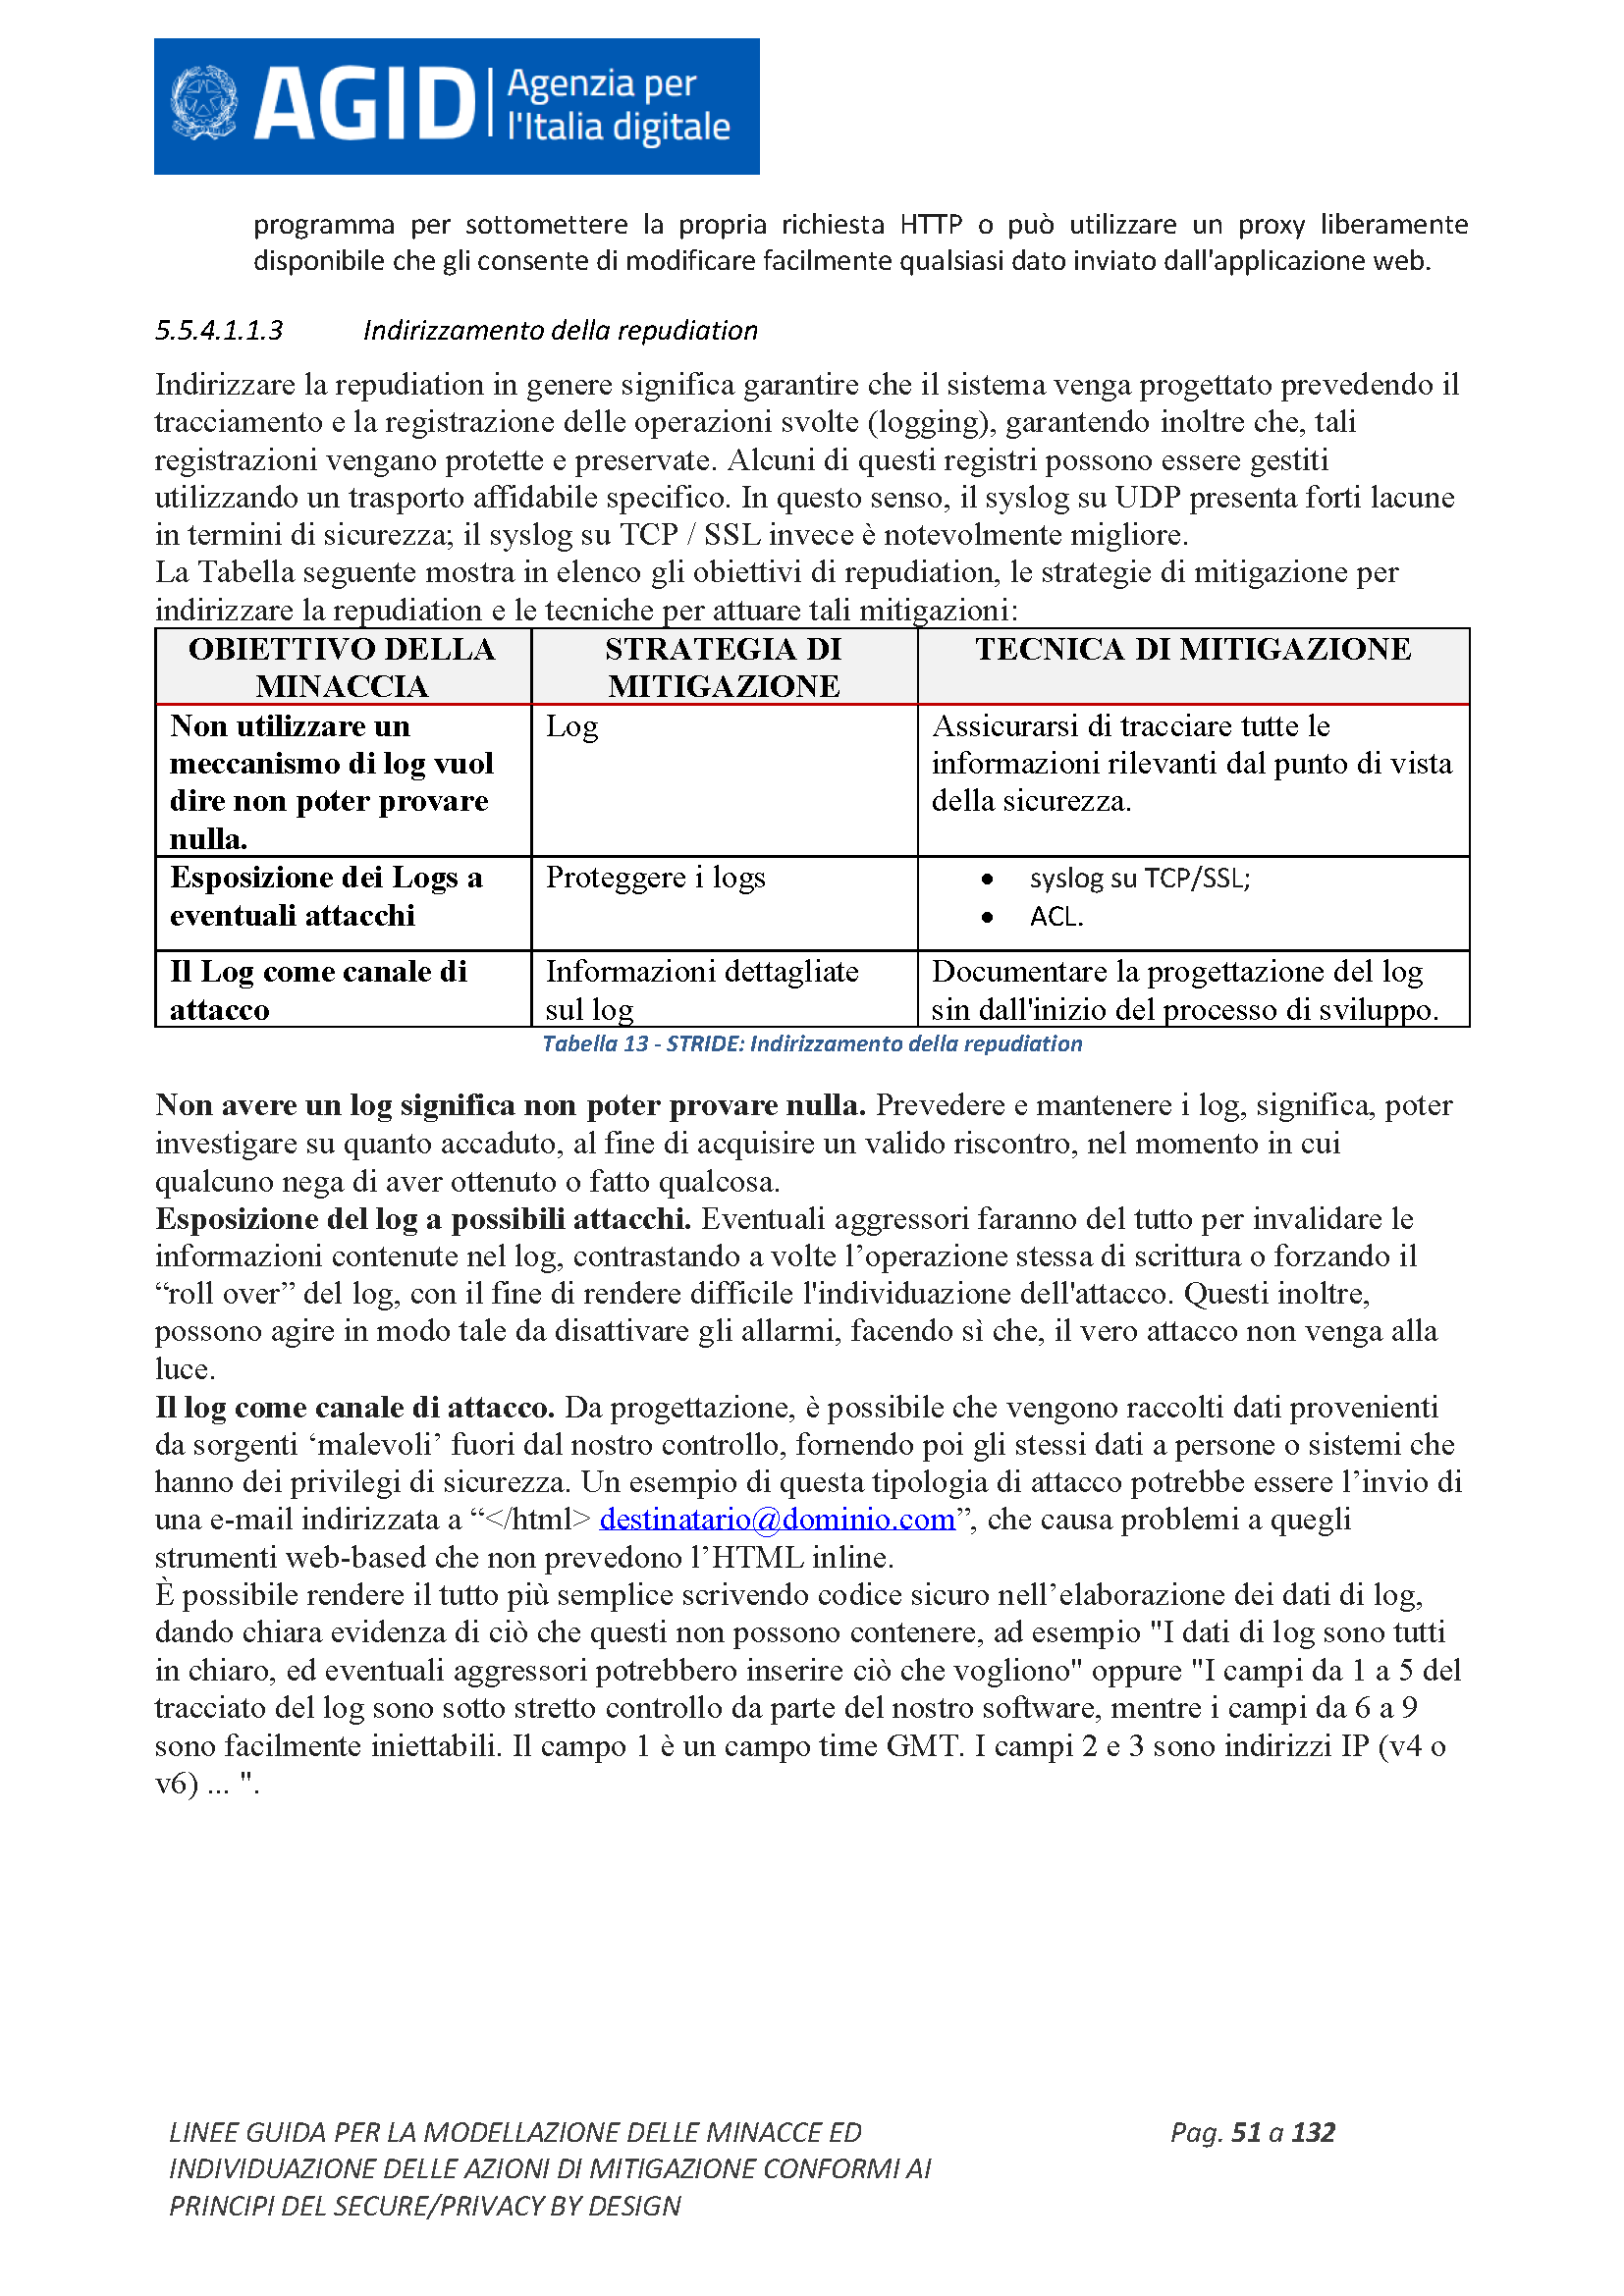 AGID
Agenzia per
l'Italia digitale
programma per sottomettere la propria richiesta HTTP o può utilizzare un proxy liberamente
disponibile che gli consente di modificare facilmente qualsiasi dato inviato dall'applicazione web.
5.5.4.1.1.3 Indirizzamento della repudiation
Indirizzare la repudiation in genere significa garantire che il sistema venga progettato prevedendo il
tracciamento e la registrazione delle operazioni svolte (logging), garantendo inoltre che, tali
registrazioni vengano protette e preservate. Alcuni di questi registri possono essere gestiti
utilizzando un trasporto affidabile specifico. In questo senso, il syslog su UDP presenta forti lacune
in termini di sicurezza; il syslog su TCP / SSL invece è notevolmente migliore.
La Tabella seguente mostra in elenco gli obiettivi di repudiation, le strategie di mitigazione per
indirizzare la repudiation e le tecniche per attuare tali mitigazioni:
OBIETTIVO DELLA
MINACCIA
STRATEGIA DI
MITIGAZIONE
TECNICA DI MITIGAZIONE
Non utilizzare un
meccanismo di log vuol
dire non poter provare
nulla.
Log
Assicurarsi di tracciare tutte le
informazioni rilevanti dal punto di vista
della sicurezza.
Esposizione dei Logs a
eventuali attacchi
Proteggere i logs
• syslog su TCP/SSL;
• ACL.
Il Log come canale di
attacco
Informazioni dettagliate
sul log
Documentare la progettazione del log
sin dall'inizio del processo di sviluppo.
Tabella 13 - STRIDE: Indirizzamento della repudiation
Non avere un log significa non poter provare nulla. Prevedere e mantenere i log, significa, poter
investigare su quanto accaduto, al fine di acquisire un valido riscontro, nel momento in cui
qualcuno nega di aver ottenuto o fatto qualcosa.
Esposizione del log a possibili attacchi. Eventuali aggressori faranno del tutto per invalidare le
informazioni contenute nel log, contrastando a volte l’operazione stessa di scrittura o forzando il
“roll over” del log, con il fine di rendere difficile l'individuazione dell'attacco. Questi inoltre,
possono agire in modo tale da disattivare gli allarmi, facendo sì che, il vero attacco non venga alla
luce.
Il log come canale di attacco. Da progettazione, è possibile che vengono raccolti dati provenienti
da sorgenti ‘malevoli’ fuori dal nostro controllo, fornendo poi gli stessi dati a persone o sistemi che
hanno dei privilegi di sicurezza. Un esempio di questa tipologia di attacco potrebbe essere l’invio di
una e-mail indirizzata a “</html> destinatario@dominio.com”, che causa problemi a quegli
strumenti web-based che non prevedono l’HTML inline.
È possibile rendere il tutto più semplice scrivendo codice sicuro nell’elaborazione dei dati di log,
dando chiara evidenza di ciò che questi non possono contenere, ad esempio "I dati di log sono tutti
in chiaro, ed eventuali aggressori potrebbero inserire ciò che vogliono" oppure "I campi da 1 a 5 del
tracciato del log sono sotto stretto controllo da parte del nostro software, mentre i campi da 6 a 9
sono facilmente iniettabili. Il campo 1 è un campo time GMT. I campi 2 e 3 sono indirizzi IP (v4 o
v6) ... ".
LINEE GUIDA PER LA MODELLAZIONE DELLE MINACCE ED
INDIVIDUAZIONE DELLE AZIONI DI MITIGAZIONE CONFORMI AI
PRINCIPI DEL SECURE/PRIVACY BY DESIGN
Pag. 51 a 132